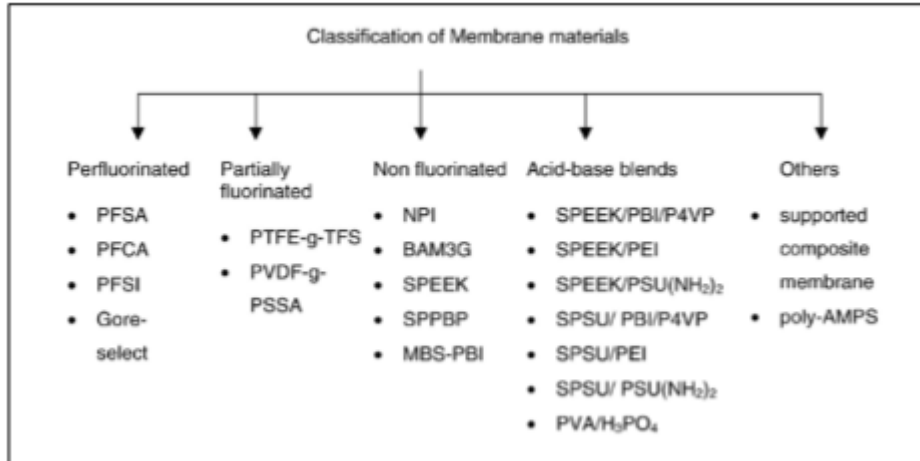 Classification of Membrane materials
Perfluorinated
• PFSA
• PFCA
• PFSI
• Gore-
select
Partially
fluorinated
• PTFE-g-TFS
• PVDF-g-
PSSA
Non fluorinated
• NPI
• BAM3G
• SPEEK
• SPPBP
• MBS-PBI
Acid-base blends
• SPEEK/PBI/P4VP
• SPEEK/PEI
• SPEEK/PSU(NH₂)₂
• SPSU/ PBI/P4VP
• SPSU/PEI
• SPSU/ PSU(NH₂)₂
• PVA/H₃PO₄
Others
• supported
composite
membrane
• poly-AMPS